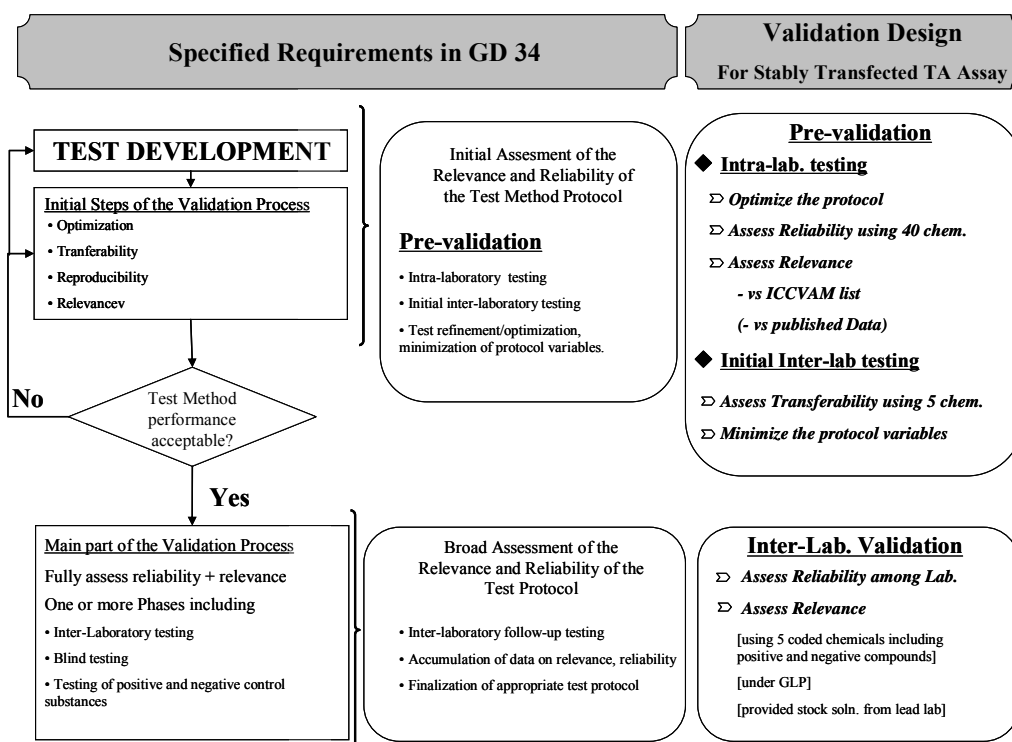 Specified Requirements in GD 34
Validation Design
For Stably Transfected TA Assay
TEST DEVELOPMENT
Initial Steps of the Validation Process
• Optimization
• Tranferability
• Reproducibility
• Relevancev
Test Method
performance
acceptable?
No
Yes
Main part of the Validation Process
Fully assess reliability + relevance
One or more Phases including
• Inter-Laboratory testing
• Blind testing
• Testing of positive and negative control
substances
Initial Assesment of the
Relevance and Reliability of
the Test Method Protocol
Pre-validation
• Intra-laboratory testing
• Initial inter-laboratory testing
• Test refinement/optimization,
minimization of protocol variables.
Broad Assessment of the
Relevance and Reliability of the
Test Protocol
• Inter-laboratory follow-up testing
• Accumulation of data on relevance, reliability
• Finalization of appropriate test protocol
Pre-validation
◆ Intra-lab. testing
⇨ Optimize the protocol
⇨ Assess Reliability using 40 chem.
⇨ Assess Relevance
- vs ICCVAM list
(- vs published Data)
◆ Initial Inter-lab testing
⇨ Assess Transferability using 5 chem.
⇨ Minimize the protocol variables
Inter-Lab. Validation
⇨ Assess Reliability among Lab.
⇨ Assess Relevance
[using 5 coded chemicals including
positive and negative compounds]
[under GLP]
[provided stock soln. from lead lab]